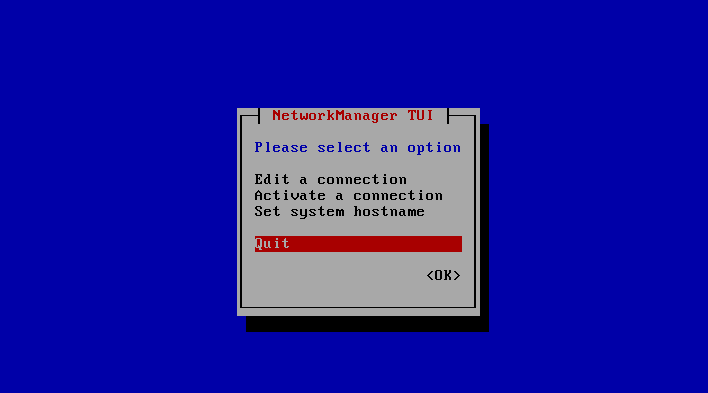 NetworkManager TUI
Please select an option
Edit a connection
Activate a connection
Set system hostname
Quit
<OK>